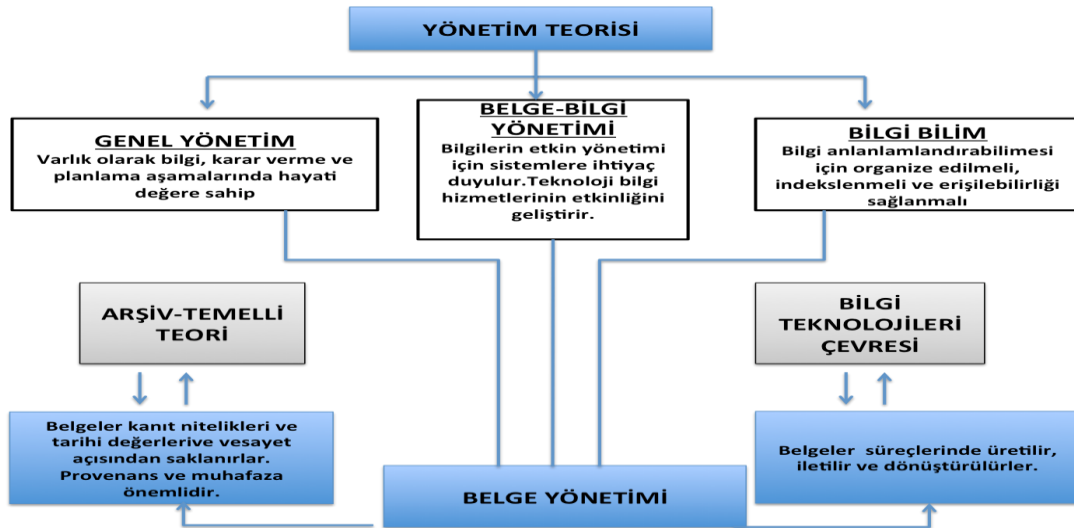 YÖNETİM TEORİSİ
GENEL YÖNETİM
Varlık olarak bilgi, karar verme ve
planlama aşamalarında hayati
değere sahip
BELGE-BİLGİ
YÖNETİMİ
Bilgilerin etkin yönetimi
için sistemlere ihtiyaç
duyulur.Teknoloji bilgi
hizmetlerinin etkinliğini
geliştirir.
BİLGİ BİLİM
Bilgi anlanlamlandırabilimesi
için organize edilmeli,
indekslenmeli ve erişilebilirliği
sağlanmalı
ARŞİV-TEMELLİ
TEORİ
BİLGİ
TEKNOLOJİLERİ
ÇEVRESİ
Belgeler kanıt nitelikleri ve
tarihi değerlerive vesayet
açısından saklanırlar.
Provenans ve muhafaza
önemlidir.
Belgeler süreçlerinde üretilir,
iletilir ve dönüştürülürler.
BELGE YÖNETİMİ